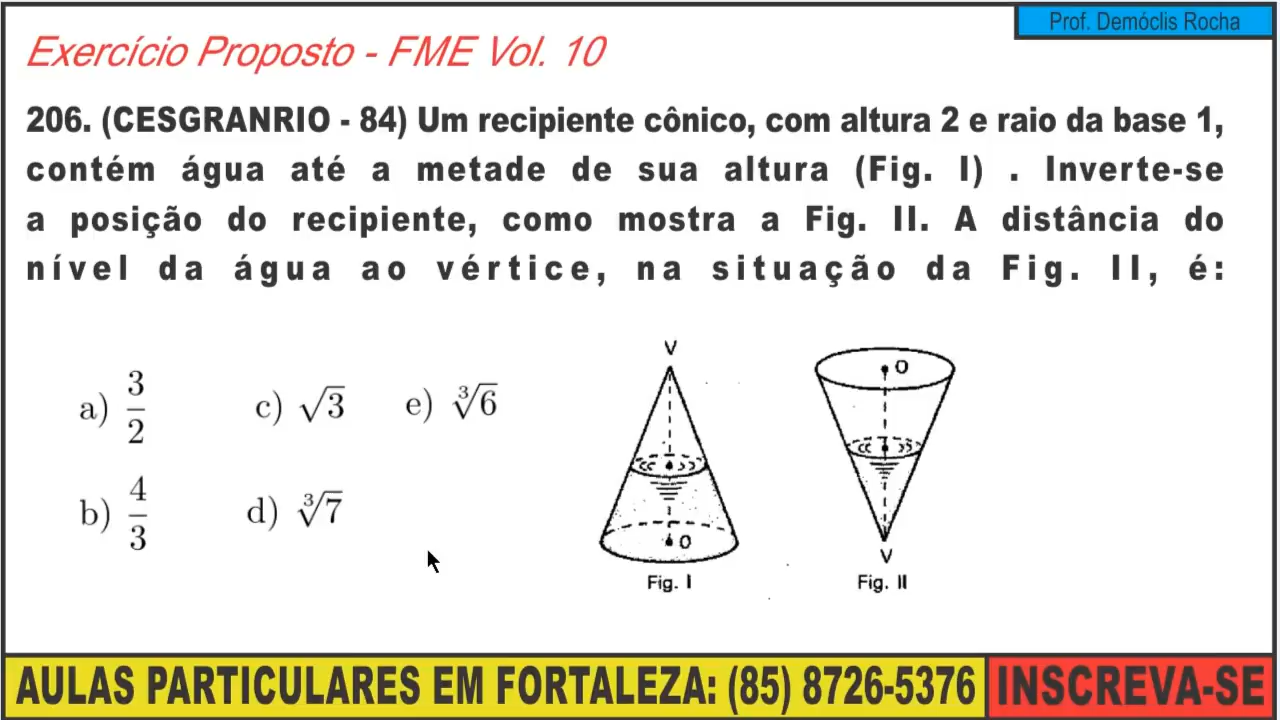 Prof. Demóclis Rocha
Exercício Proposto - FME Vol. 10
206. (CESGRANRIO - 84) Um recipiente cônico, com altura 2 e raio da base 1,
contém água até a metade de sua altura (Fig. I) . Inverte-se
a posição do recipiente, como mostra a Fig. II. A distância do
nível da água ao vértice, na situação da Fig. II, é:
a) 3/2 c) √3 e) ∛6
b) 4/3 d) ∛7
V
O
O
V
Fig. I Fig. II
AULAS PARTICULARES EM FORTALEZA: (85) 8726-5376 INSCREVA-SE